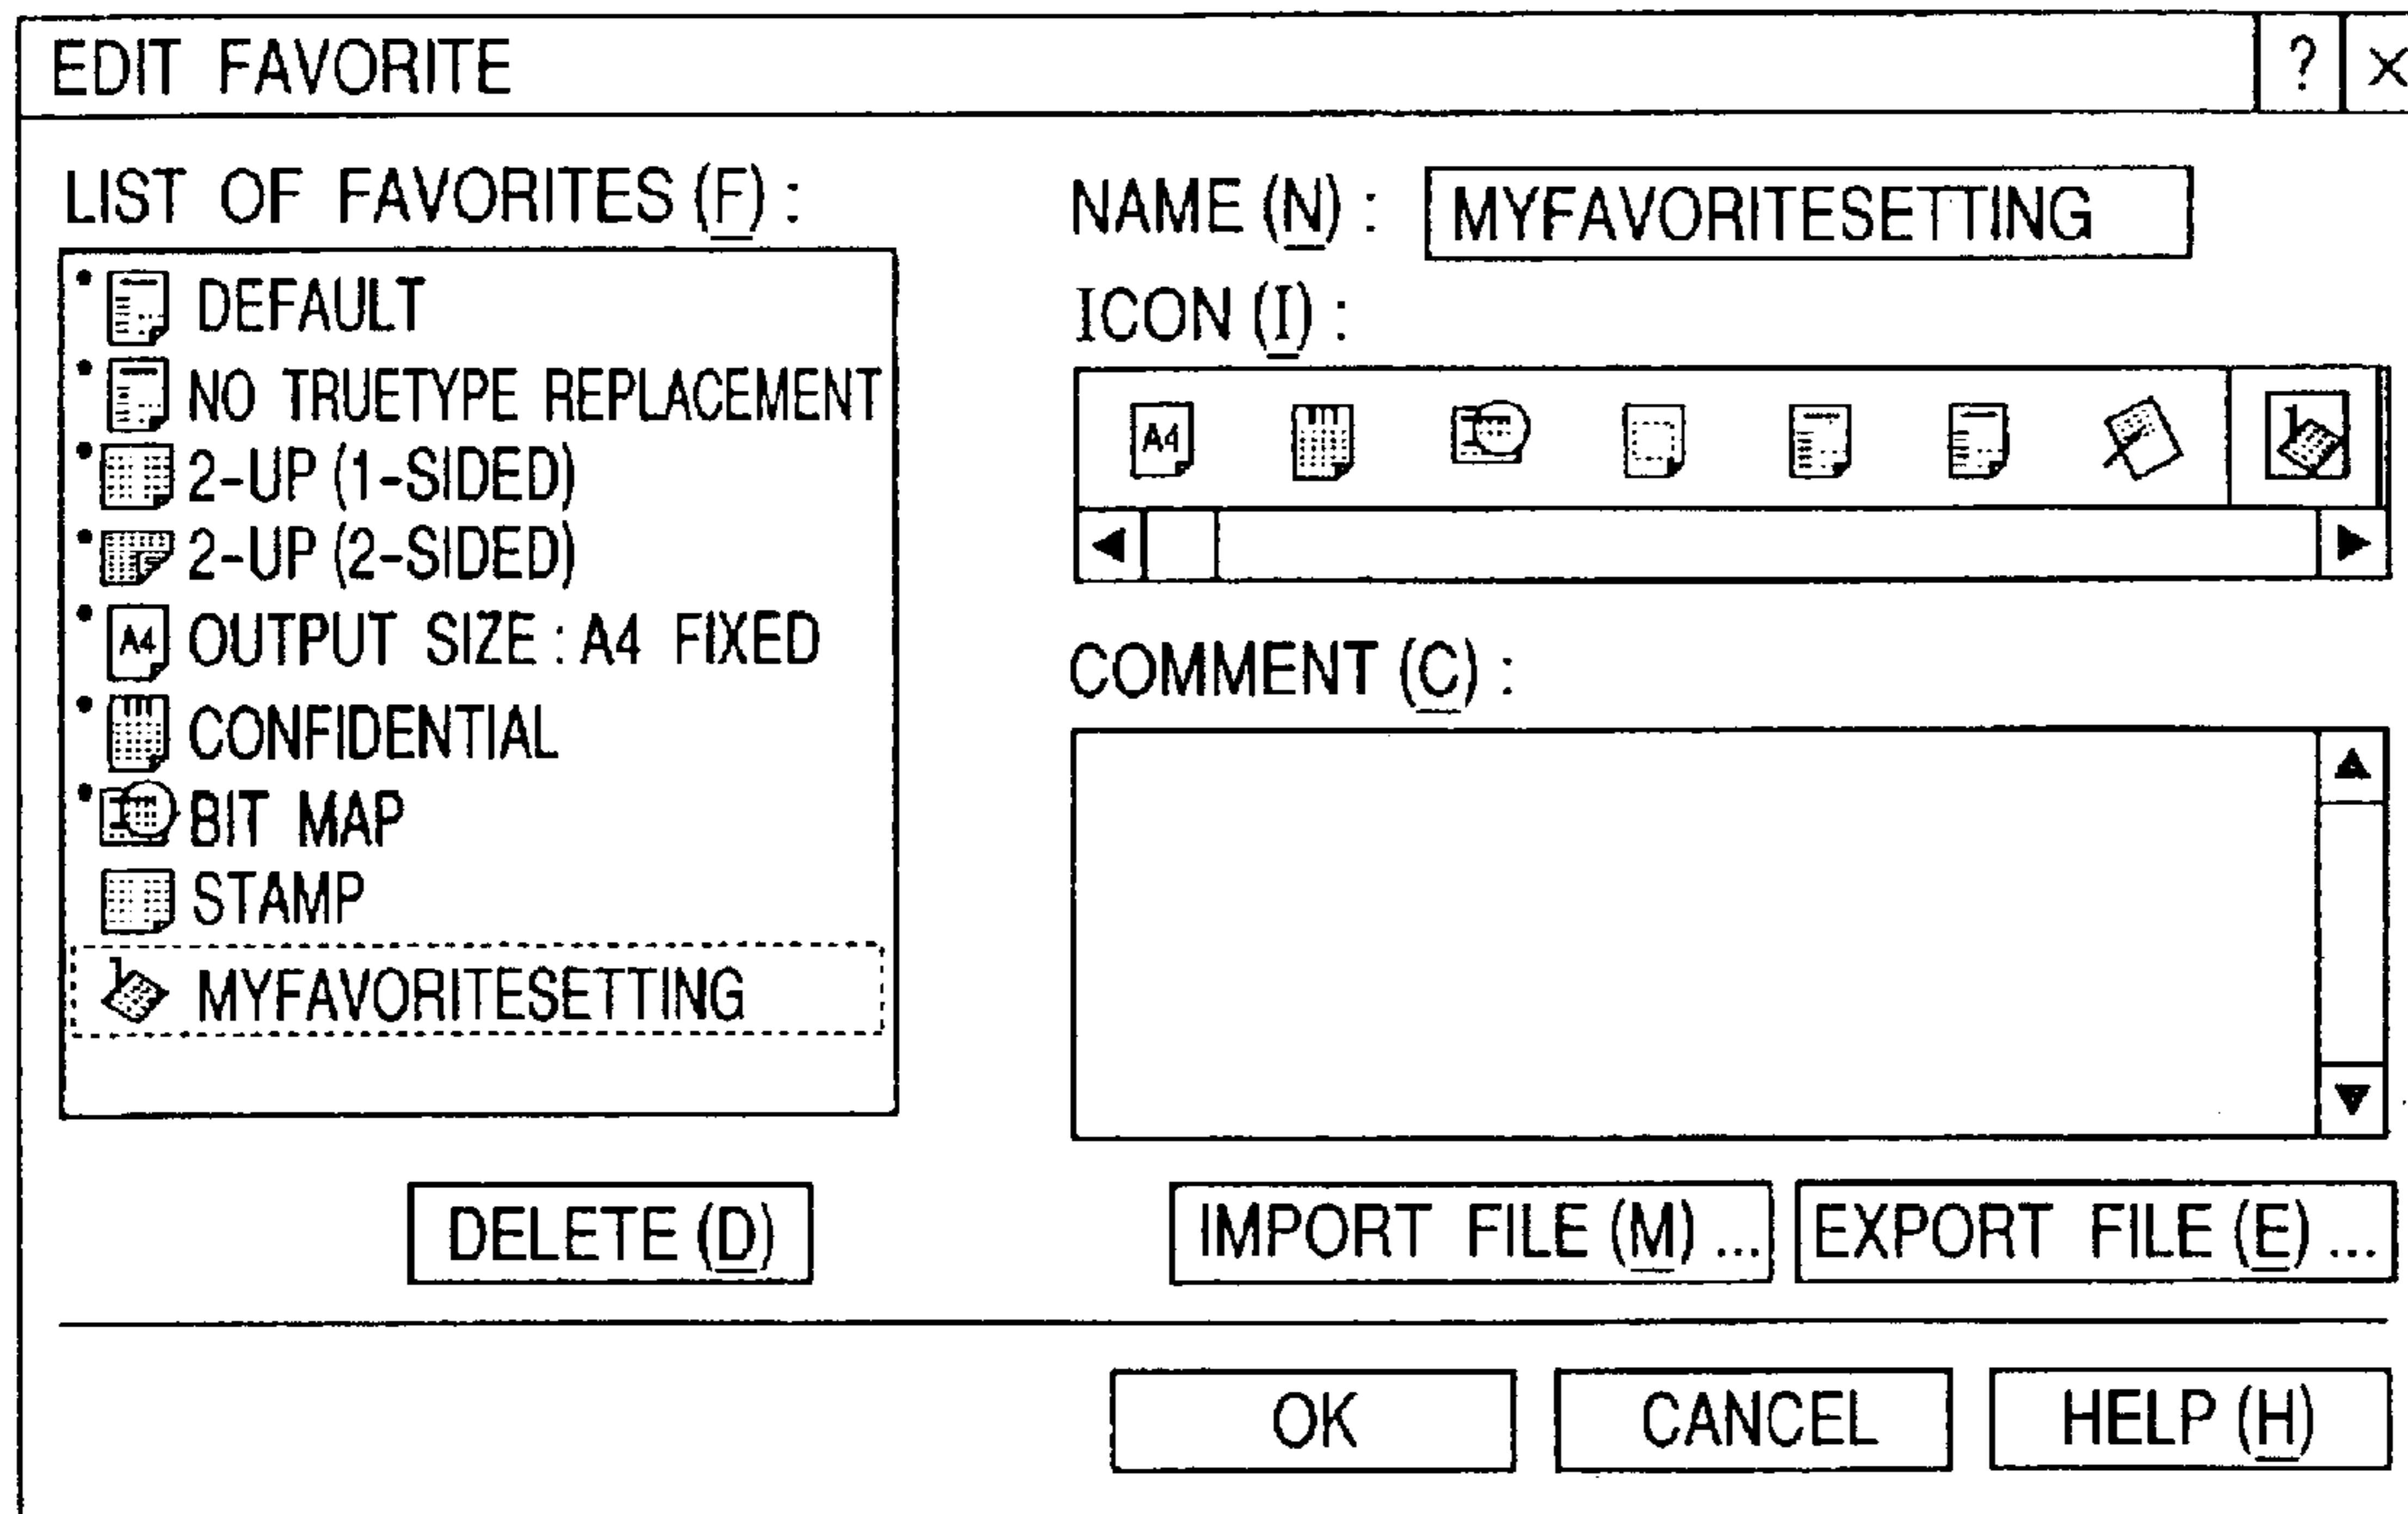 EDIT FAVORITE ? ×
LIST OF FAVORITES (F) :
DEFAULT
NO TRUETYPE REPLACEMENT
2-UP (1-SIDED)
2-UP (2-SIDED)
A4 OUTPUT SIZE : A4 FIXED
CONFIDENTIAL
BIT MAP
STAMP
MYFAVORITESETTING
DELETE (D)
NAME (N) : MYFAVORITESETTING
ICON (I) :
A4
COMMENT (C) :
IMPORT FILE (M) ... EXPORT FILE (E) ...
OK CANCEL HELP (H)